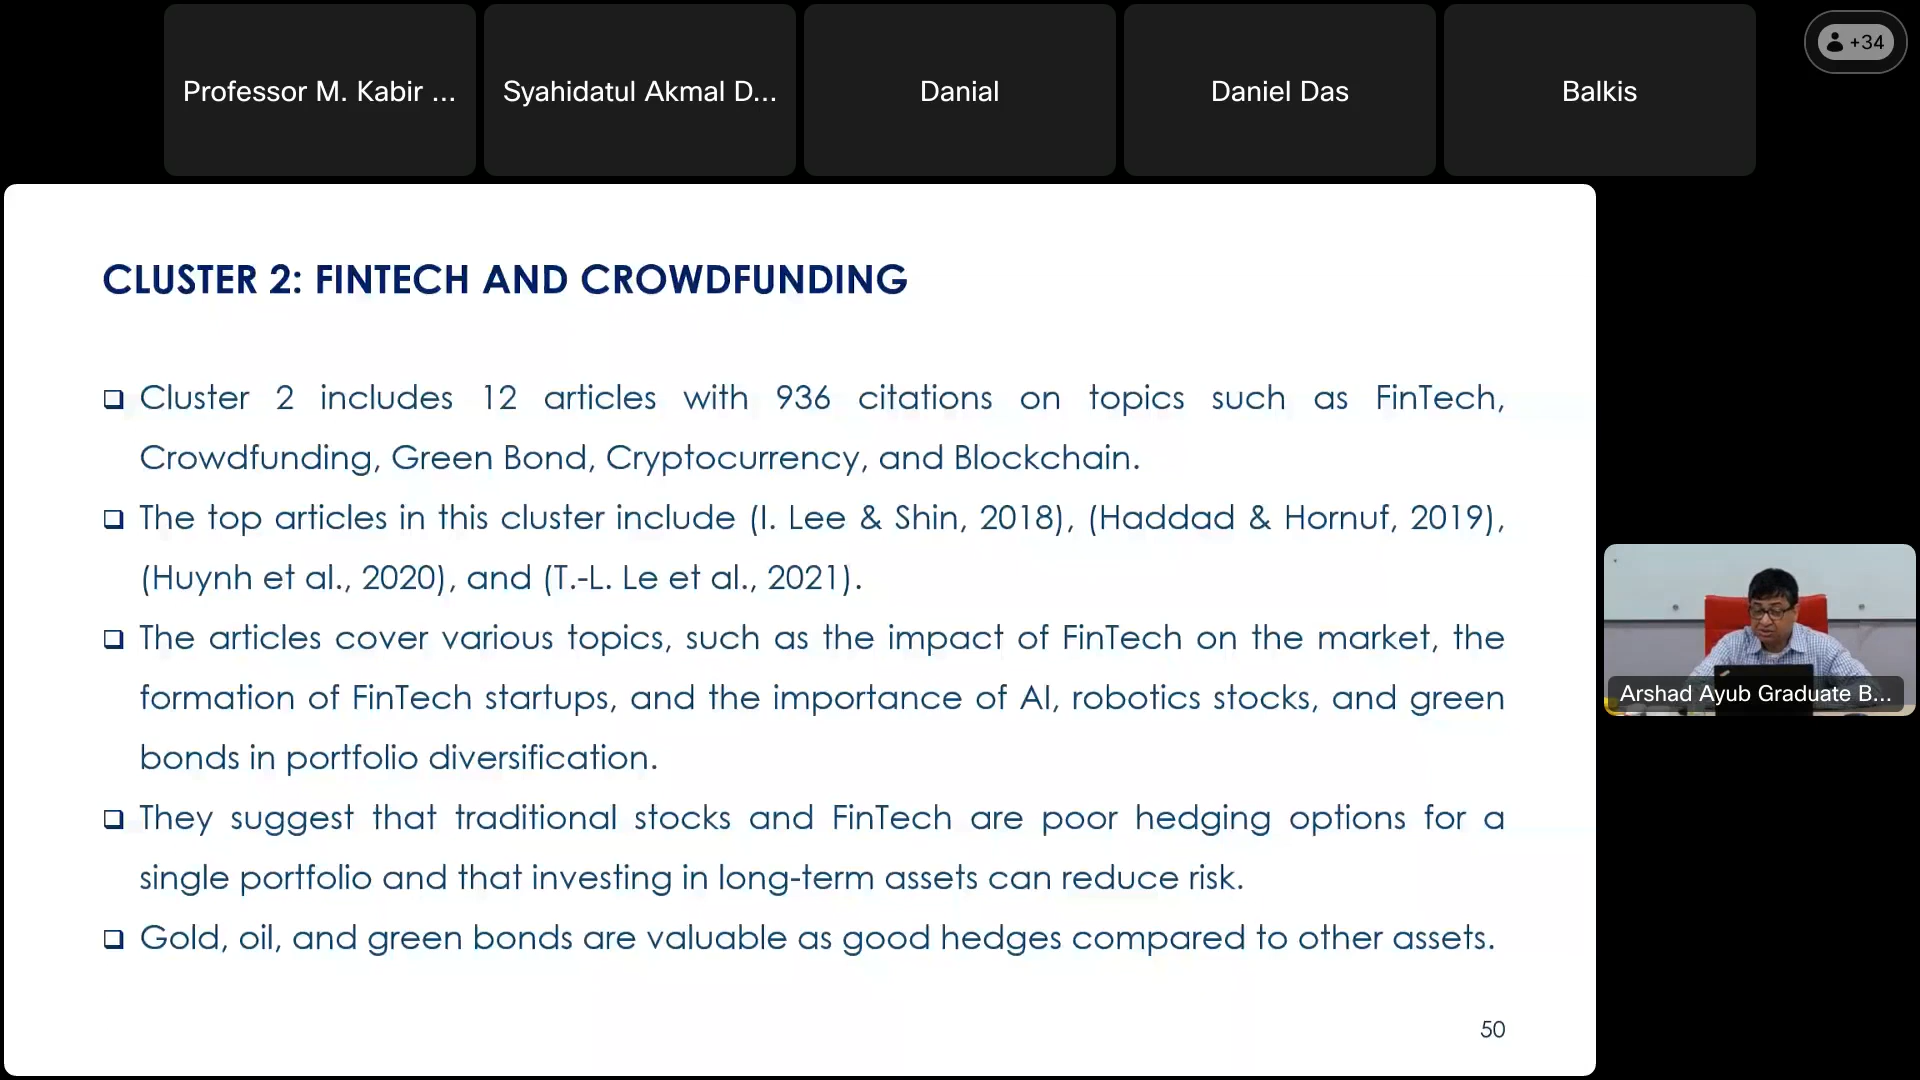 Professor M. Kabir ...
Syahidatul Akmal D...
Danial
Daniel Das
Balkis
+34
CLUSTER 2: FINTECH AND CROWDFUNDING
❑ Cluster 2 includes 12 articles with 936 citations on topics such as FinTech,
Crowdfunding, Green Bond, Cryptocurrency, and Blockchain.
❑ The top articles in this cluster include (I. Lee & Shin, 2018), (Haddad & Hornuf, 2019),
(Huynh et al., 2020), and (T.-L. Le et al., 2021).
❑ The articles cover various topics, such as the impact of FinTech on the market, the
formation of FinTech startups, and the importance of AI, robotics stocks, and green
bonds in portfolio diversification.
❑ They suggest that traditional stocks and FinTech are poor hedging options for a
single portfolio and that investing in long-term assets can reduce risk.
❑ Gold, oil, and green bonds are valuable as good hedges compared to other assets.
50
Arshad Ayub Graduate B...